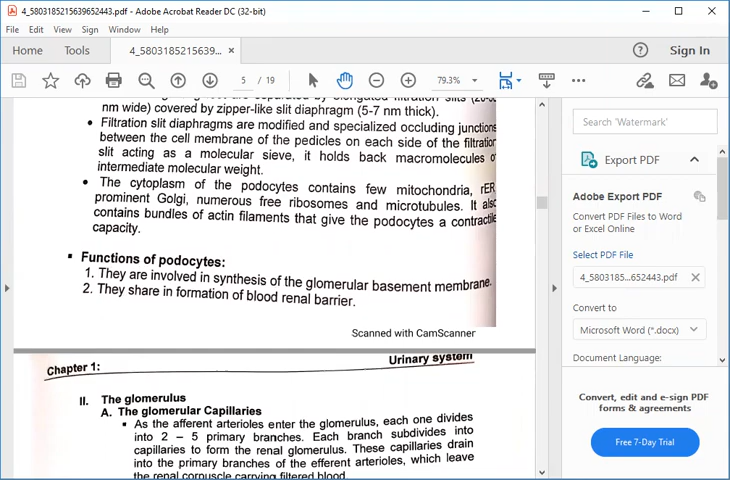 4_5803185215639652443.pdf - Adobe Acrobat Reader DC (32-bit)
File Edit View Sign Window Help
Home Tools 4_5803185215639... × Sign In
5 / 19 79.3%
nm wide) covered by zipper-like slit diaphragm (5-7 nm thick).
• Filtration slit diaphragms are modified and specialized occluding junctions
between the cell membrane of the pedicles on each side of the filtration
slit acting as a molecular sieve, it holds back macromolecules of
intermediate molecular weight.
• The cytoplasm of the podocytes contains few mitochondria, rER,
prominent Golgi, numerous free ribosomes and microtubules. It also
contains bundles of actin filaments that give the podocytes a contractile
capacity.
▪ Functions of podocytes:
1. They are involved in synthesis of the glomerular basement membrane.
2. They share in formation of blood renal barrier.
Scanned with CamScanner
Chapter 1: Urinary system
II. The glomerulus
A. The glomerular Capillaries
▪ As the afferent arterioles enter the glomerulus, each one divides
into 2 – 5 primary branches. Each branch subdivides into
capillaries to form the renal glomerulus. These capillaries drain
into the primary branches of the efferent arterioles, which leave
the renal corpuscle carrying filtered blood.
Search 'Watermark'
Export PDF
Adobe Export PDF
Convert PDF Files to Word
or Excel Online
Select PDF File
4_5803185...652443.pdf ×
Convert to
Microsoft Word (*.docx)
Document Language:
Convert, edit and e-sign PDF
forms & agreements
Free 7-Day Trial